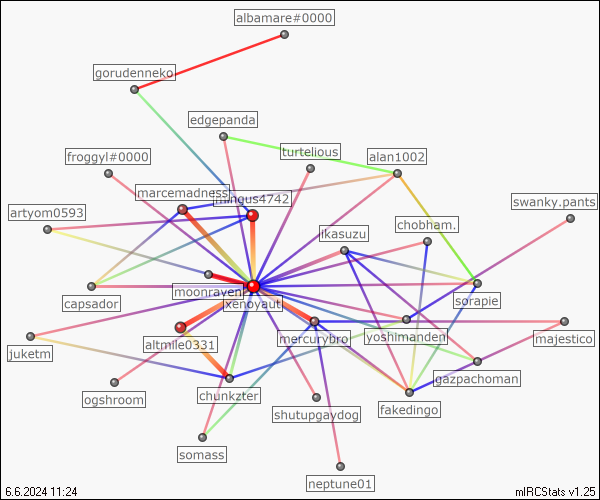 albamare#0000
gorudenneko
edgepanda
turtelious
froggyl#0000
alan1002
marcemadness
mingus4742
swanky.pants
artyom0593
chobham.
ikasuzu
moonraven
capsador
xenoyaut
sorapie
altmile0331
mercurybro
yoshimanden
majestico
juketm
gazpachoman
ogshroom
chunkzter
shutupgaydog
fakedingo
somass
neptune01
6.6.2024 11:24
mIRCStats v1.25